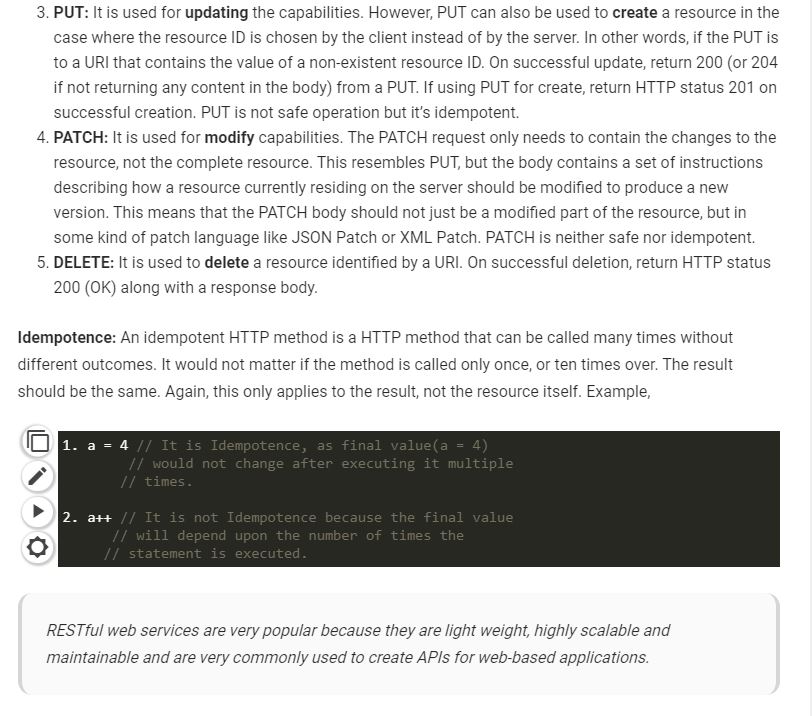 3. PUT: It is used for updating the capabilities. However, PUT can also be used to create a resource in the
case where the resource ID is chosen by the client instead of by the server. In other words, if the PUT is
to a URI that contains the value of a non-existent resource ID. On successful update, return 200 (or 204
if not returning any content in the body) from a PUT. If using PUT for create, return HTTP status 201 on
successful creation. PUT is not safe operation but it’s idempotent.
4. PATCH: It is used for modify capabilities. The PATCH request only needs to contain the changes to the
resource, not the complete resource. This resembles PUT, but the body contains a set of instructions
describing how a resource currently residing on the server should be modified to produce a new
version. This means that the PATCH body should not just be a modified part of the resource, but in
some kind of patch language like JSON Patch or XML Patch. PATCH is neither safe nor idempotent.
5. DELETE: It is used to delete a resource identified by a URI. On successful deletion, return HTTP status
200 (OK) along with a response body.
Idempotence: An idempotent HTTP method is a HTTP method that can be called many times without
different outcomes. It would not matter if the method is called only once, or ten times over. The result
should be the same. Again, this only applies to the result, not the resource itself. Example,
1. a = 4 // It is Idempotence, as final value(a = 4)
// would not change after executing it multiple
// times.
2. a++ // It is not Idempotence because the final value
// will depend upon the number of times the
// statement is executed.
RESTful web services are very popular because they are light weight, highly scalable and
maintainable and are very commonly used to create APIs for web-based applications.